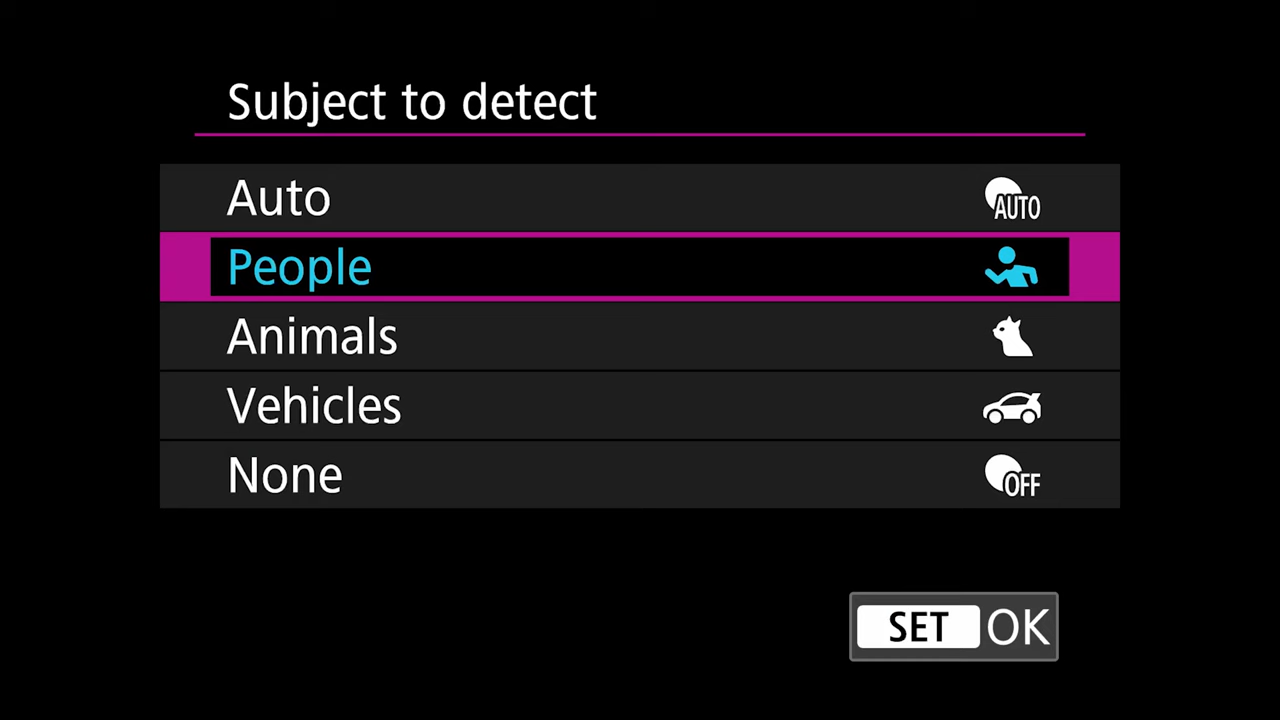 Subject to detect
Auto AUTO
People
Animals
Vehicles
None OFF
SET OK